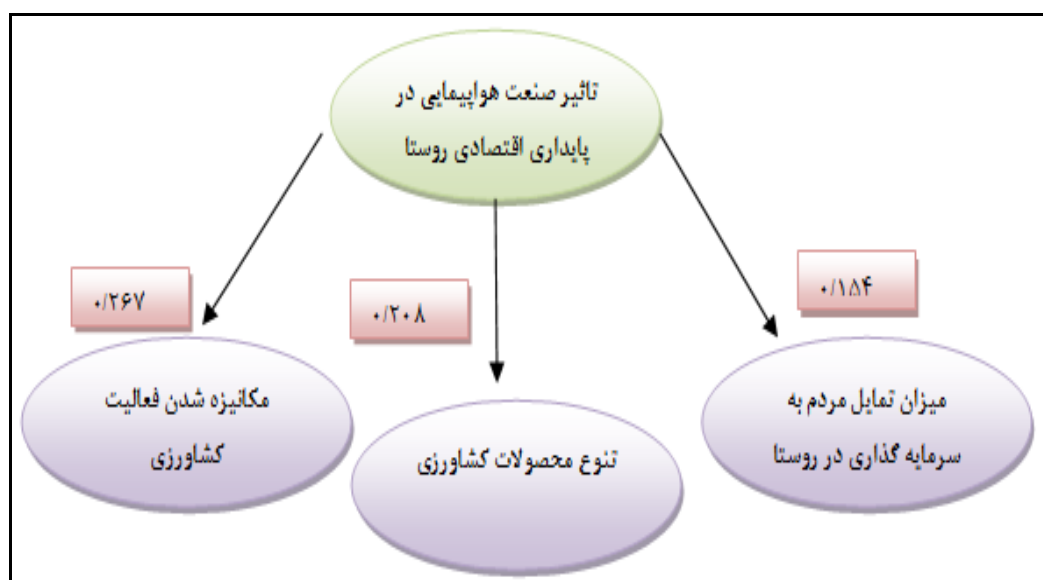 تاثیر صنعت هواپیمایی در
پایداری اقتصادی روستا
۰/۱۵۴
۰/۲۰۸
۰/۲۶۷
میزان تمایل مردم به
سرمایه گذاری در روستا
تنوع محصولات کشاورزی
مکانیزه شدن فعالیت
کشاورزی